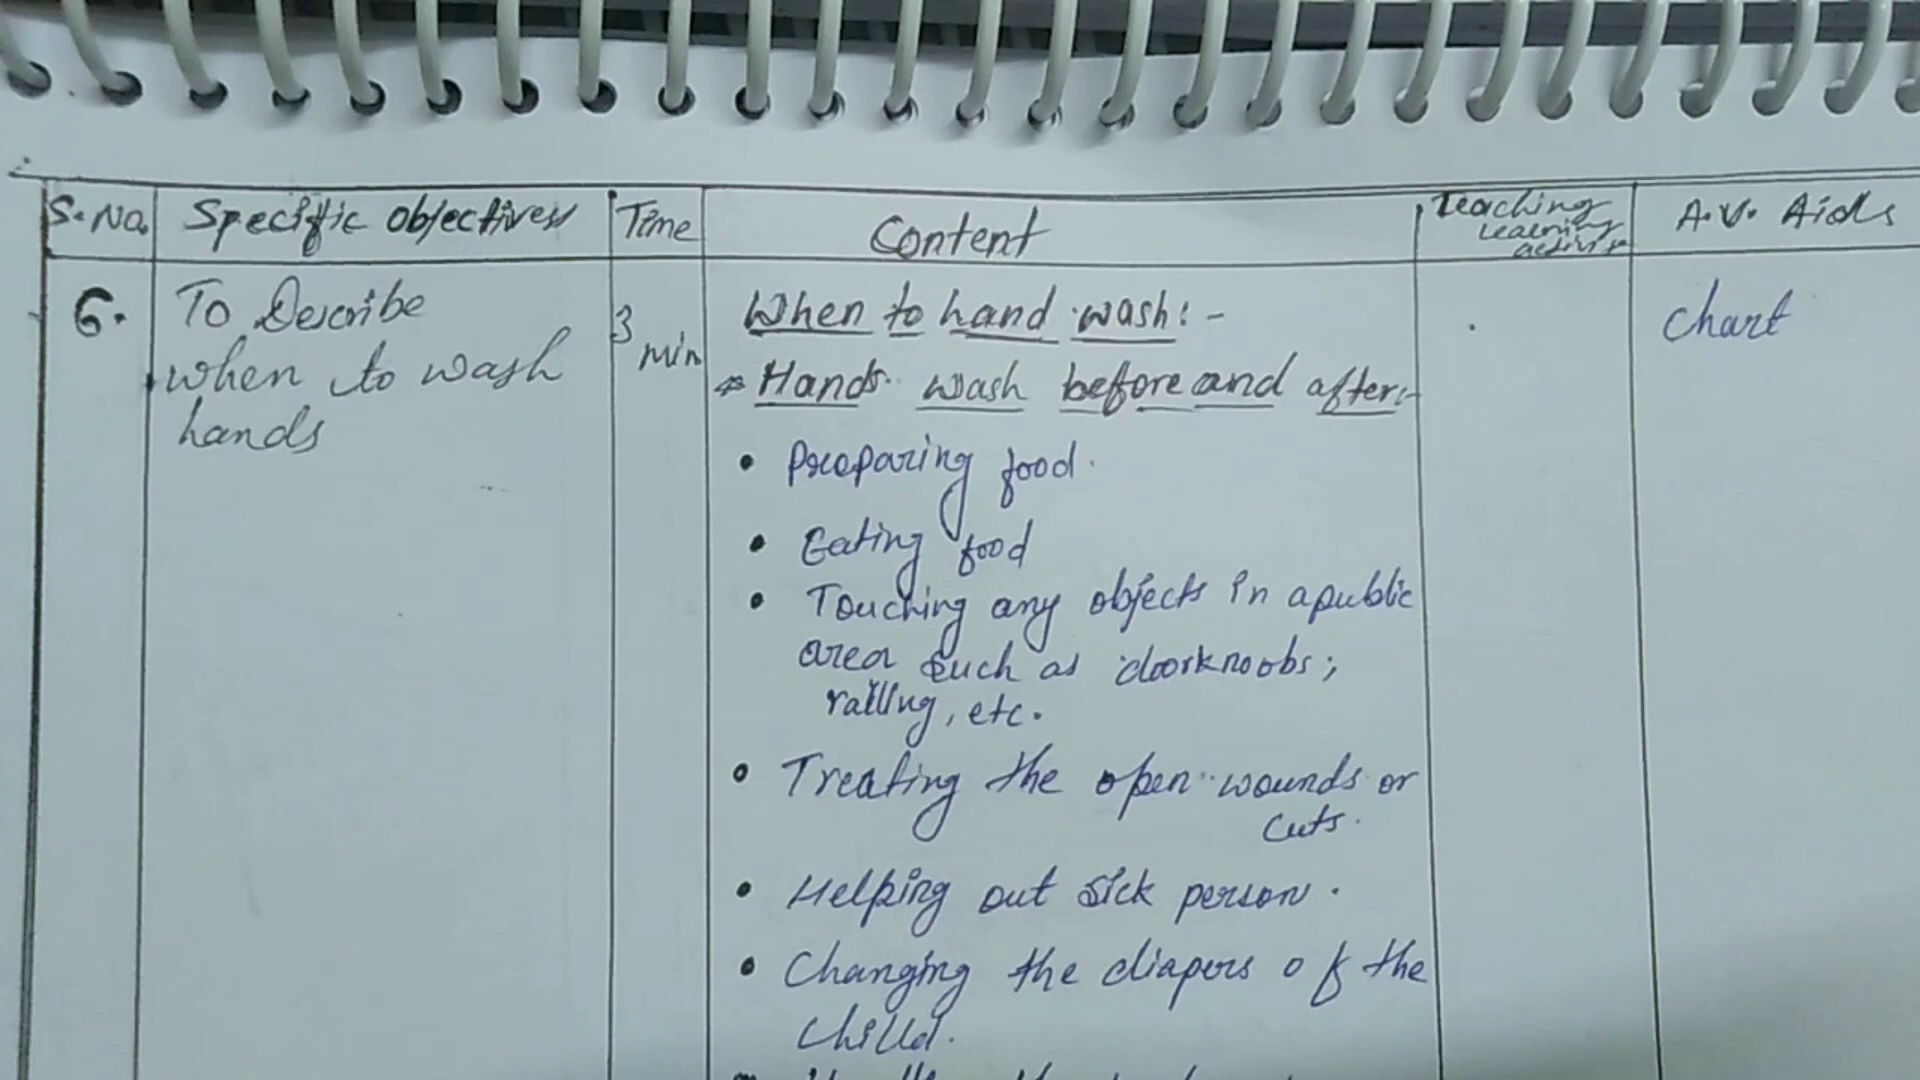 S.No.
Specific objectives
Time
Content
Teaching
learning
A.V. Aids
6.
To Describe
when to wash
hands
3
min
When to hand wash:-
Hands wash before and after:-
• Preparing food.
• Eating food
• Touching any objects in a public
area such as doorknoobs;
railing, etc.
• Treating the open wounds or
cuts.
• Helping out sick person.
• Changing the diapers of the
child.
chart